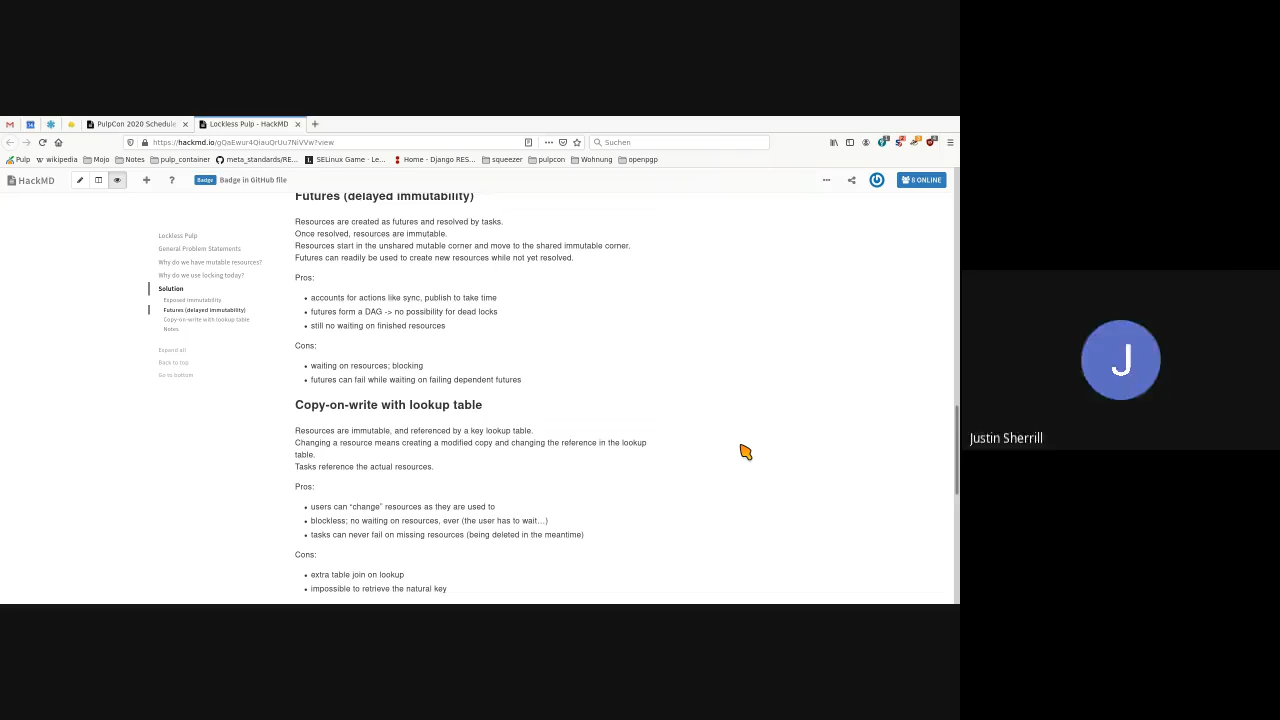 PulpCon 2020 Schedule
Lockless Pulp - HackMD
https://hackmd.io/gQaEwur4QiauQrUu7NiVVw?view
Suchen
Pulp
wikipedia
Mojo
Notes
pulp_container
meta_standards/RE...
SELinux Game - Le...
Home - Django RES...
squeezer
pulpcon
Wohnung
openpgp
HackMD
Badge
Badge in GitHub file
8 ONLINE
Lockless Pulp
General Problem Statements
Why do we have mutable resources?
Why do we use locking today?
Solution
Exposed immutability
Futures (delayed immutability)
Copy-on-write with lookup table
Notes
Expand all
Back to top
Go to bottom
Futures (delayed immutability)
Resources are created as futures and resolved by tasks.
Once resolved, resources are immutable.
Resources start in the unshared mutable corner and move to the shared immutable corner.
Futures can readily be used to create new resources while not yet resolved.
Pros:
• accounts for actions like sync, publish to take time
• futures form a DAG -> no possibility for dead locks
• still no waiting on finished resources
Cons:
• waiting on resources; blocking
• futures can fail while waiting on failing dependent futures
Copy-on-write with lookup table
Resources are immutable, and referenced by a key lookup table.
Changing a resource means creating a modified copy and changing the reference in the lookup
table.
Tasks reference the actual resources.
Pros:
• users can “change” resources as they are used to
• blockless; no waiting on resources, ever (the user has to wait…)
• tasks can never fail on missing resources (being deleted in the meantime)
Cons:
• extra table join on lookup
• impossible to retrieve the natural key
J
Justin Sherrill